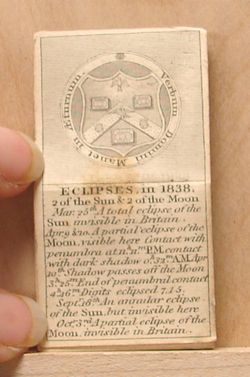 Verbum Domini Manet in Æternum
ECLIPSES, in 1838,
2 of the Sun & 2 of the Moon
Mar. 25th A total eclipse of the
Sun invisible in Britain.
Apr 9 & 10. A partial eclipse of the
Moon, visible here Contact with
penumbra at PM. contact
with dark shadow 0h 32m AM. Apr
10th Shadow passes off the Moon
3h 25m End of penumbral contact
4h 26m Digits eclipsed 7.1.5.
Sept. 18th An annular eclipse
of the Sun, but invisible here
Oct. 3rd A partial eclipse of the
Moon, invisible in Britain.